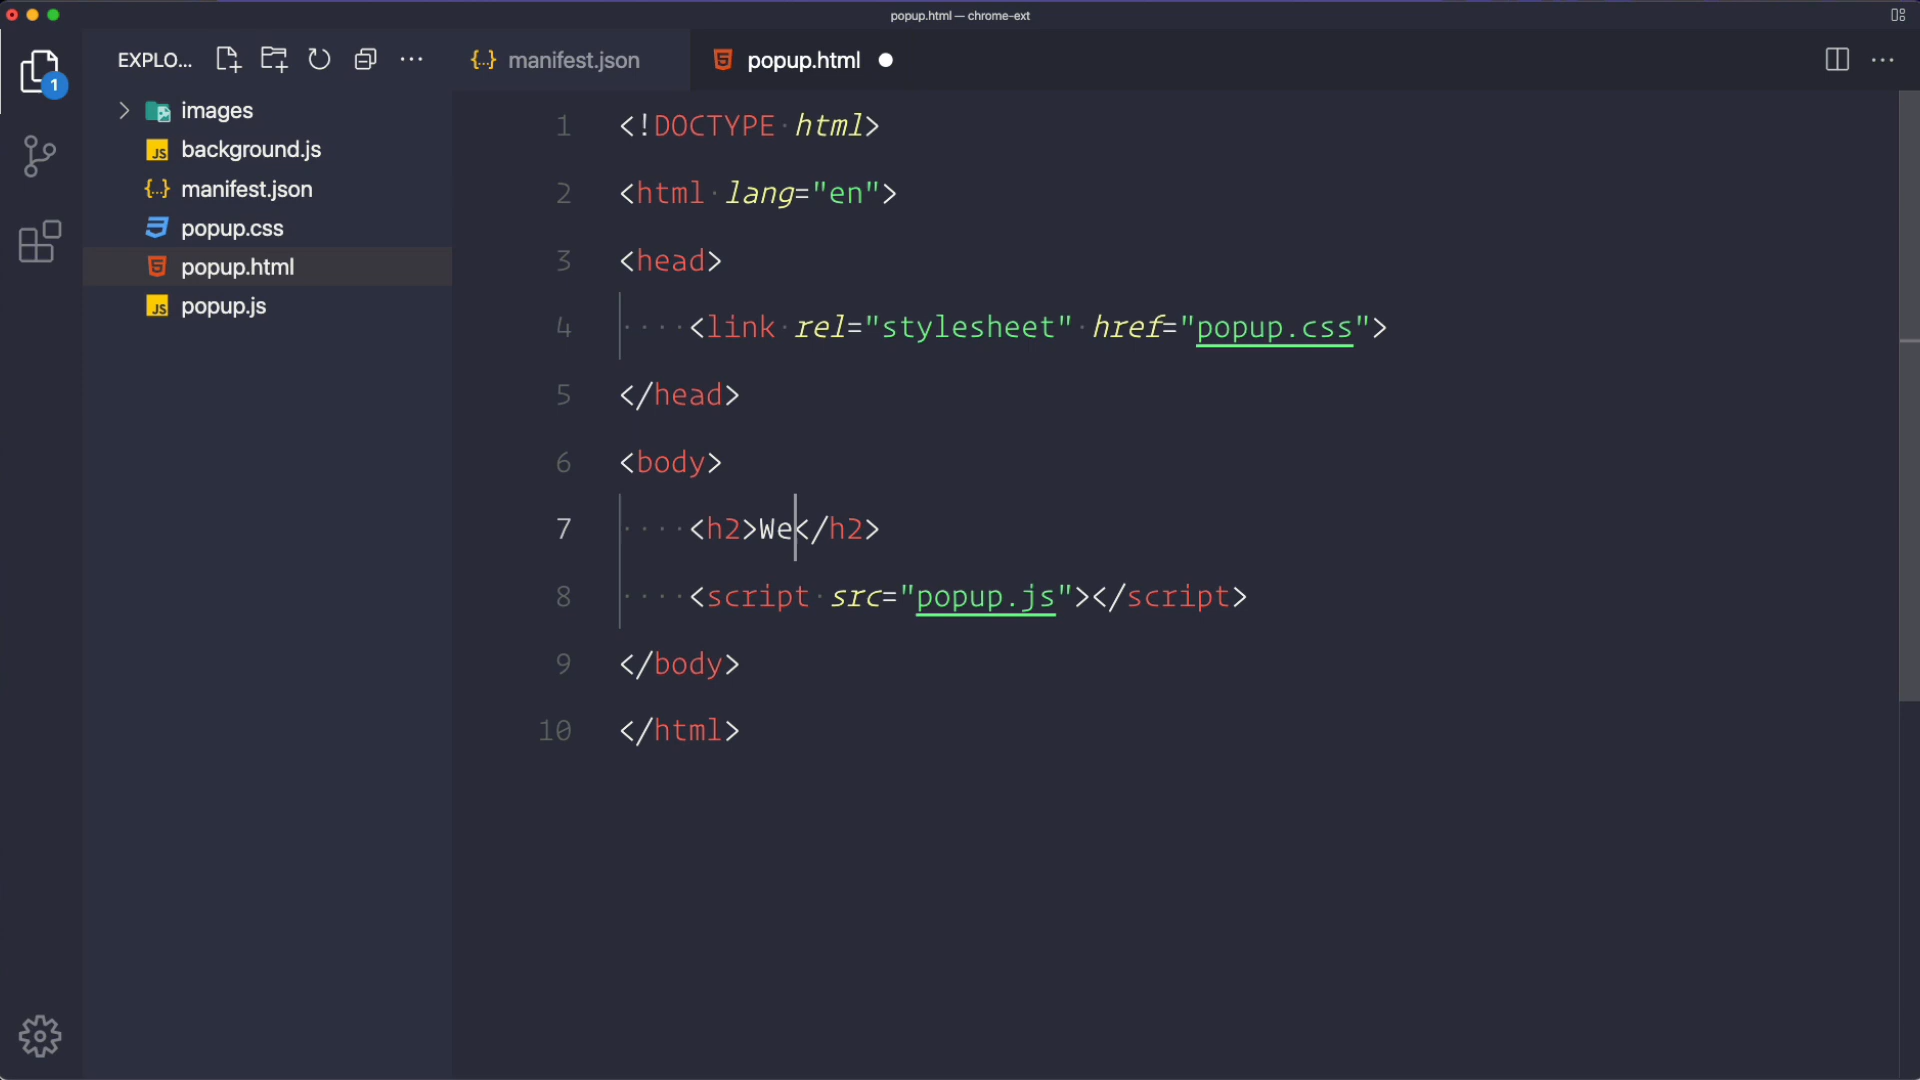 popup.html — chrome-ext
EXPLO...
manifest.json
popup.html
1
images
background.js
manifest.json
popup.css
popup.html
popup.js
1 <!DOCTYPE html>
2 <html lang="en">
3 <head>
4 <link rel="stylesheet" href="popup.css">
5 </head>
6 <body>
7 <h2>We</h2>
8 <script src="popup.js"></script>
9 </body>
10 </html>